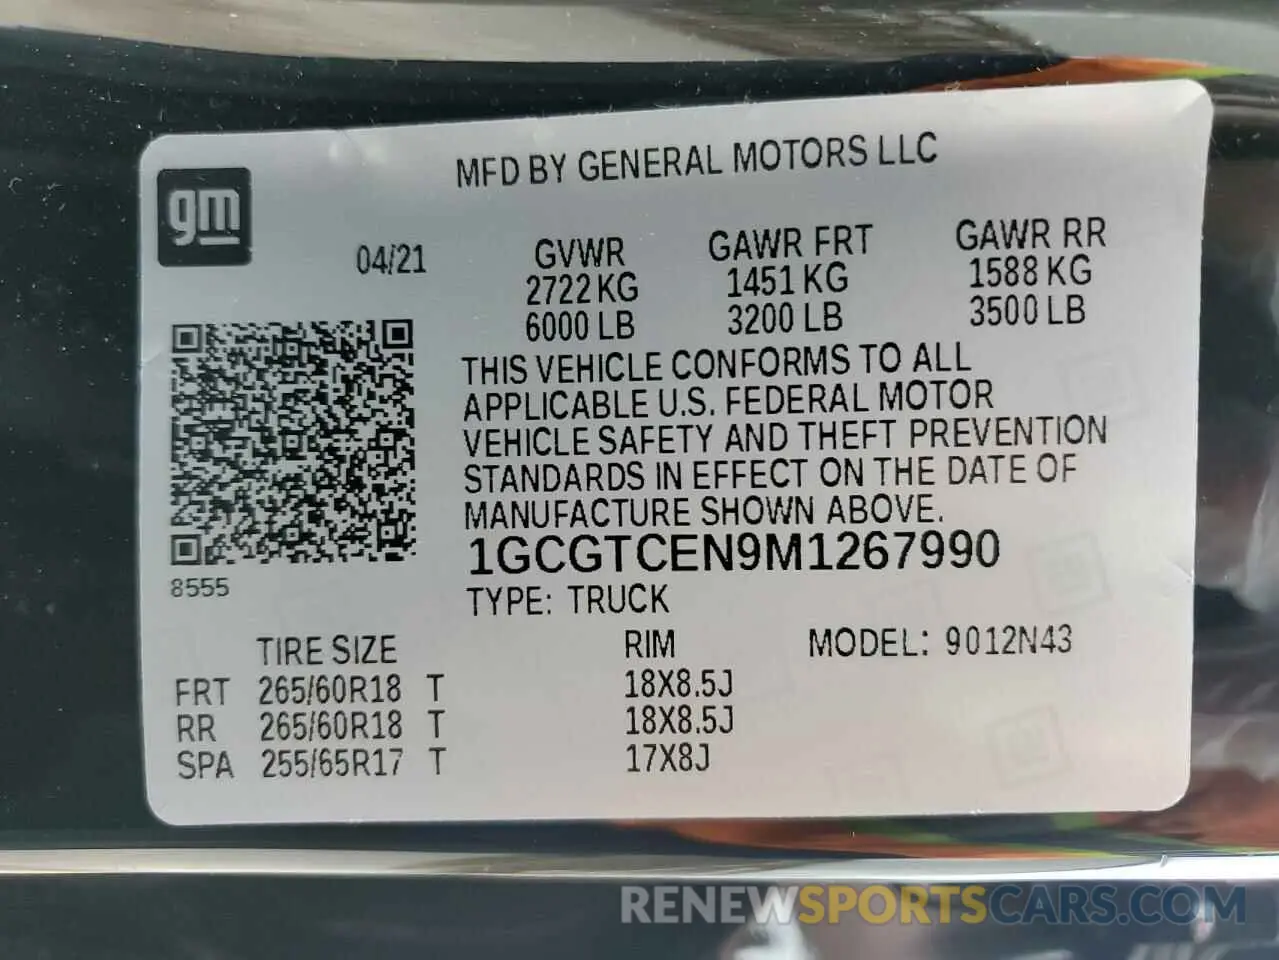 MFD BY GENERAL MOTORS LLC
gm
04/21
GVWR GAWR FRT GAWR RR
2722 KG 1451 KG 1588 KG
6000 LB 3200 LB 3500 LB
THIS VEHICLE CONFORMS TO ALL
APPLICABLE U.S. FEDERAL MOTOR
VEHICLE SAFETY AND THEFT PREVENTION
STANDARDS IN EFFECT ON THE DATE OF
MANUFACTURE SHOWN ABOVE.
1GCGTCEN9M1267990
8555
TYPE: TRUCK
TIRE SIZE RIM MODEL: 9012N43
FRT 265/60R18 T 18X8.5J
RR 265/60R18 T 18X8.5J
SPA 255/65R17 T 17X8J
RENEWSPORTSCARS.COM